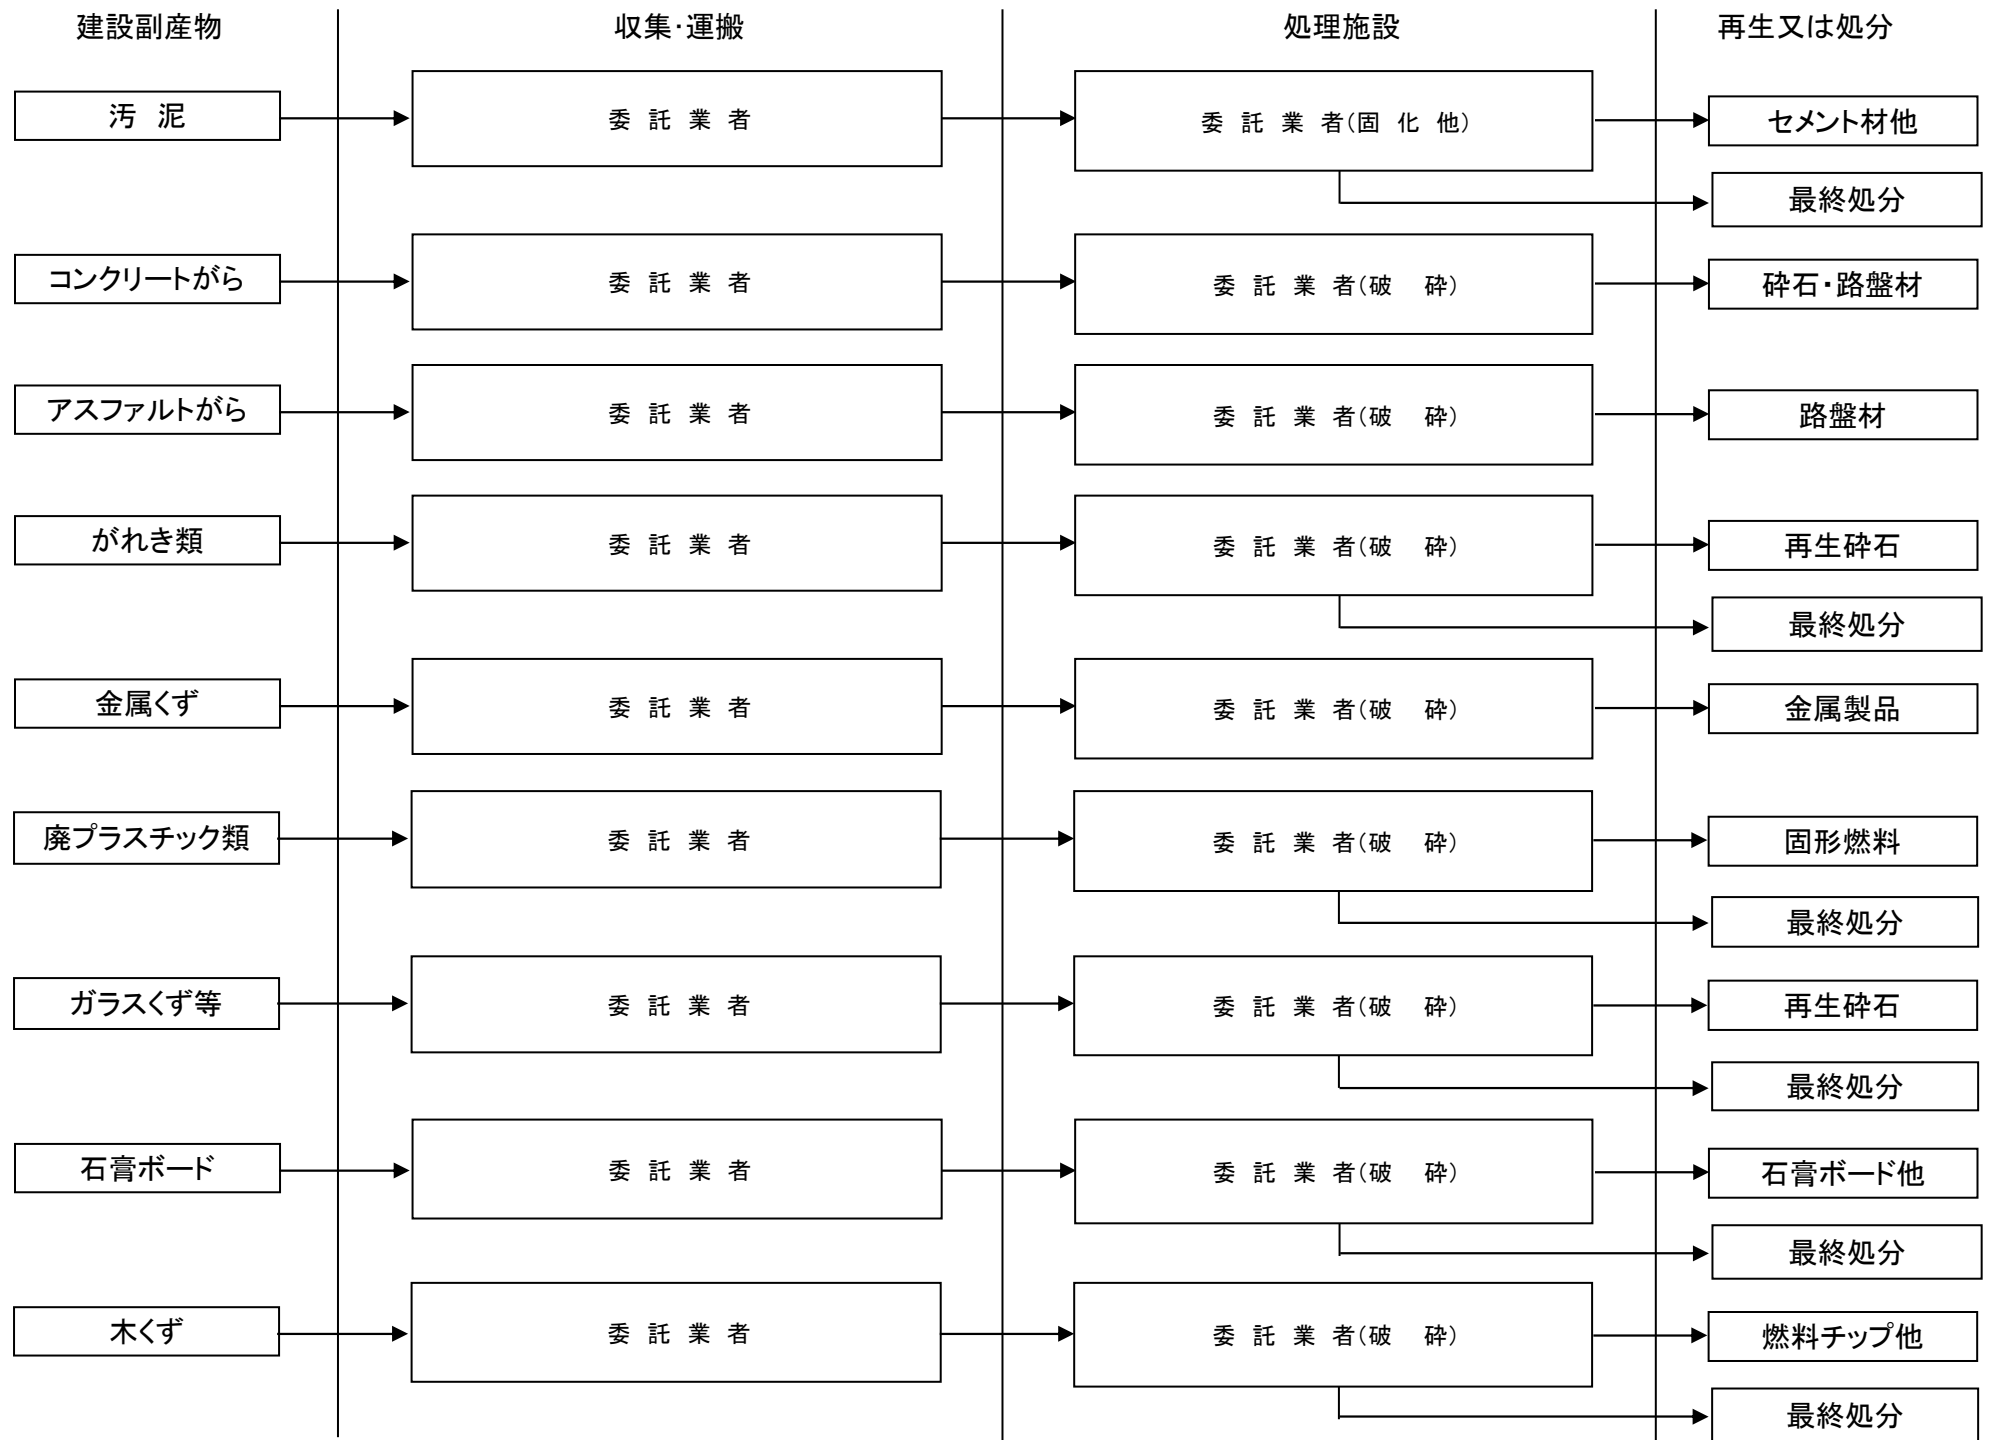 建設副産物 収集･運搬 処理施設 再生又は処分
汚　泥 委 託 業 者 委 託 業 者(固 化 他) セメント材他
最終処分
コンクリートがら 委 託 業 者 委 託 業 者(破　砕) 砕石・路盤材
アスファルトがら 委 託 業 者 委 託 業 者(破　砕) 路盤材
がれき類 委 託 業 者 委 託 業 者(破　砕) 再生砕石
最終処分
金属くず 委 託 業 者 委 託 業 者(破　砕) 金属製品
廃プラスチック類 委 託 業 者 委 託 業 者(破　砕) 固形燃料
最終処分
ガラスくず等 委 託 業 者 委 託 業 者(破　砕) 再生砕石
最終処分
石膏ボード 委 託 業 者 委 託 業 者(破　砕) 石膏ボード他
最終処分
木くず 委 託 業 者 委 託 業 者(破　砕) 燃料チップ他
最終処分